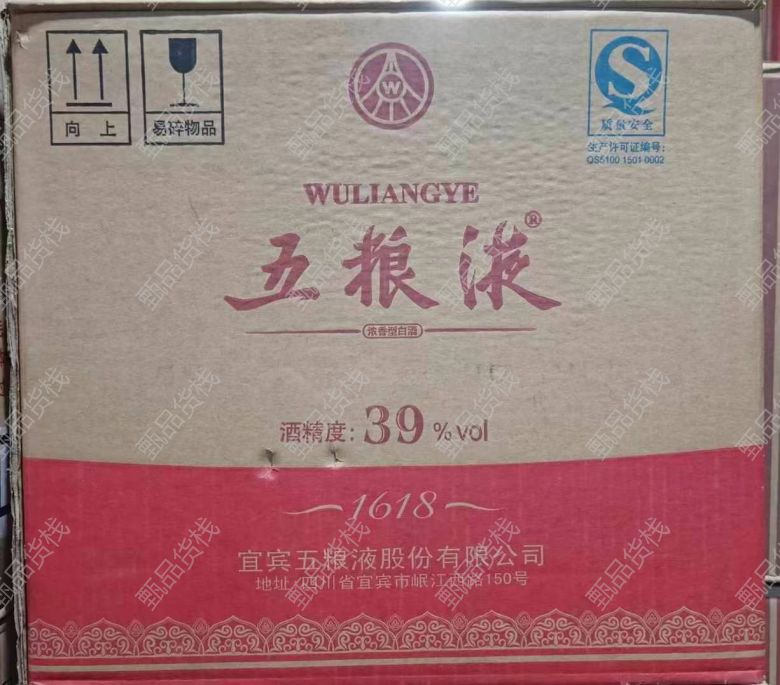 向 上
易碎物品
W
S
质量安全
生产许可证编号:
QS5100 1501 0002
WULIANGYE
五粮液®
浓香型白酒
酒精度: 39 %vol
1618
宜宾五粮液股份有限公司
地址:四川省宜宾市岷江西路150号
甄品货栈